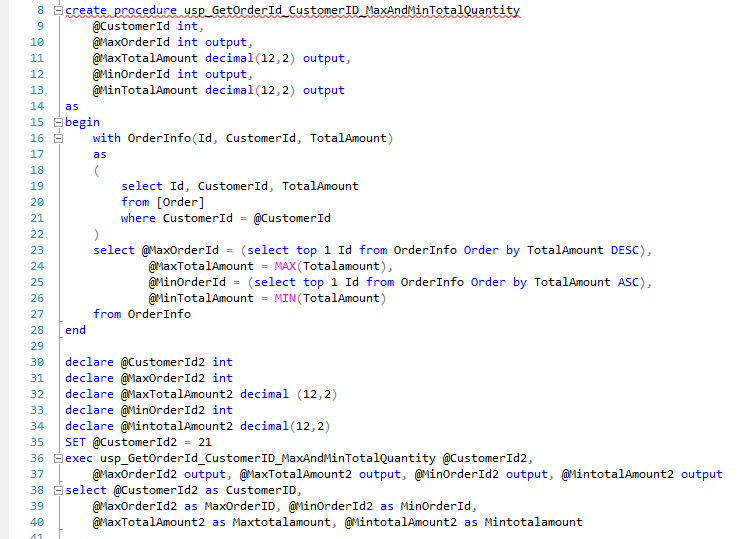 8 create procedure usp_GetOrderId_CustomerID_MaxAndMinTotalQuantity
9 @CustomerId int,
10 @MaxOrderId int output,
11 @MaxTotalAmount decimal(12,2) output,
12 @MinOrderId int output,
13 @MinTotalAmount decimal(12,2) output
14 as
15 begin
16 with OrderInfo(Id, CustomerId, TotalAmount)
17 as
18 (
19 select Id, CustomerId, TotalAmount
20 from [Order]
21 where CustomerId = @CustomerId
22 )
23 select @MaxOrderId = (select top 1 Id from OrderInfo Order by TotalAmount DESC),
24 @MaxTotalAmount = MAX(Totalamount),
25 @MinOrderId = (select top 1 Id from OrderInfo Order by TotalAmount ASC),
26 @MinTotalAmount = MIN(TotalAmount)
27 from OrderInfo
28 end
29
30 declare @CustomerId2 int
31 declare @MaxOrderId2 int
32 declare @MaxTotalAmount2 decimal (12,2)
33 declare @MinOrderId2 int
34 declare @MintotalAmount2 decimal(12,2)
35 SET @CustomerId2 = 21
36 exec usp_GetOrderId_CustomerID_MaxAndMinTotalQuantity @CustomerId2,
37 @MaxOrderId2 output, @MaxTotalAmount2 output, @MinOrderId2 output, @MintotalAmount2 output
38 select @CustomerId2 as CustomerID,
39 @MaxOrderId2 as MaxOrderID, @MinOrderId2 as MinOrderId,
40 @MaxTotalAmount2 as Maxtotalamount, @MintotalAmount2 as Mintotalamount
41